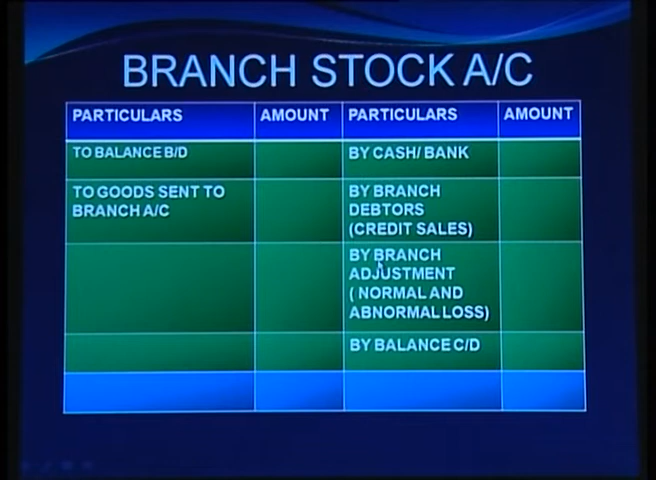 BRANCH STOCK A/C
PARTICULARS AMOUNT PARTICULARS AMOUNT
TO BALANCE B/D BY CASH/ BANK
TO GOODS SENT TO
BRANCH A/C
BY BRANCH
DEBTORS
(CREDIT SALES)
BY BRANCH
ADJUSTMENT
( NORMAL AND
ABNORMAL LOSS)
BY BALANCE C/D